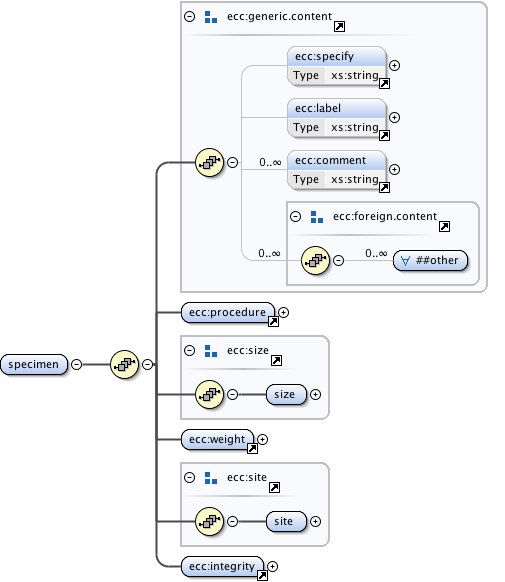 ecc:generic.content
ecc:specify
Type xs:string
ecc:label
Type xs:string
0..∞
ecc:comment
Type xs:string
ecc:foreign.content
0..∞
0..∞
∀ ##other
ecc:procedure
ecc:size
specimen
size
ecc:weight
ecc:site
site
ecc:integrity